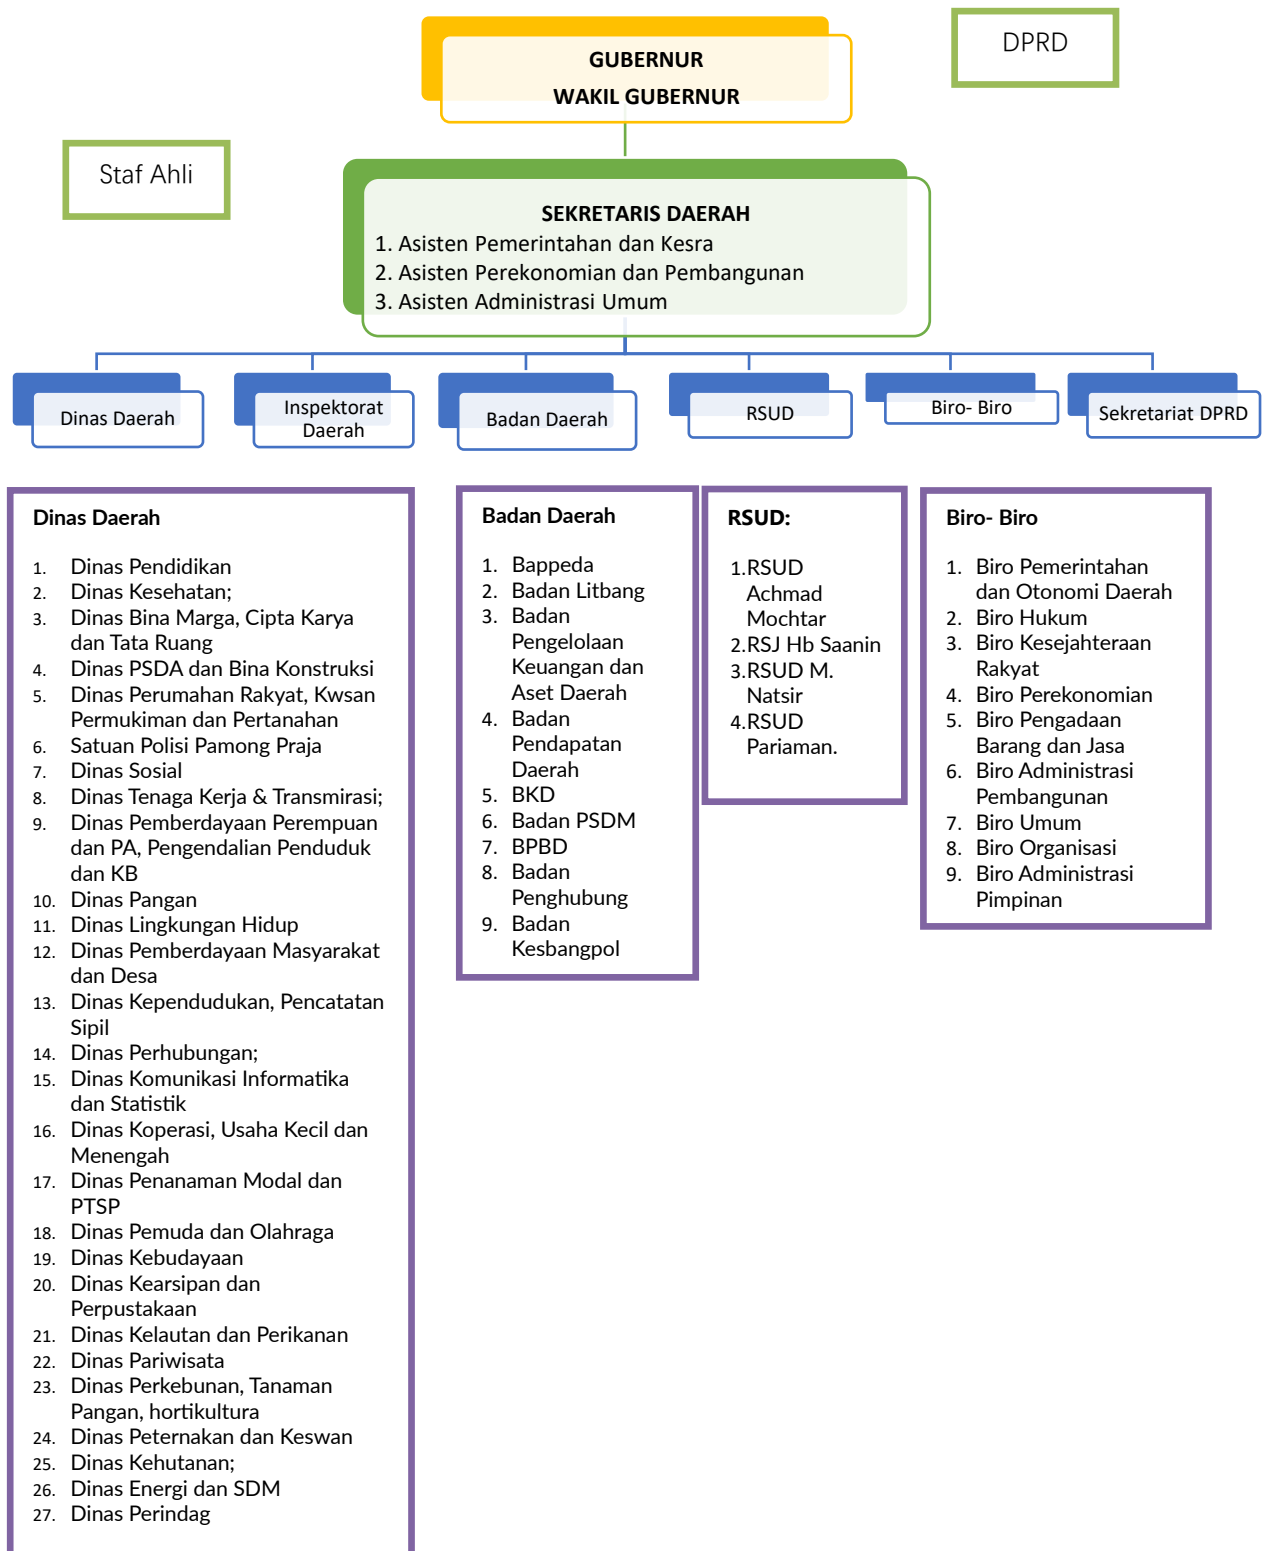 GUBERNUR
WAKIL GUBERNUR
DPRD
Staf Ahli
SEKRETARIS DAERAH
1. Asisten Pemerintahan dan Kesra
2. Asisten Perekonomian dan Pembangunan
3. Asisten Administrasi Umum
Dinas Daerah
Inspektorat
Daerah
Badan Daerah
RSUD
Biro- Biro
Sekretariat DPRD
Dinas Daerah
1. Dinas Pendidikan
2. Dinas Kesehatan;
3. Dinas Bina Marga, Cipta Karya
dan Tata Ruang
4. Dinas PSDA dan Bina Konstruksi
5. Dinas Perumahan Rakyat, Kwsan
Permukiman dan Pertanahan
6. Satuan Polisi Pamong Praja
7. Dinas Sosial
8. Dinas Tenaga Kerja & Transmirasi;
9. Dinas Pemberdayaan Perempuan
dan PA, Pengendalian Penduduk
dan KB
10. Dinas Pangan
11. Dinas Lingkungan Hidup
12. Dinas Pemberdayaan Masyarakat
dan Desa
13. Dinas Kependudukan, Pencatatan
Sipil
14. Dinas Perhubungan;
15. Dinas Komunikasi Informatika
dan Statistik
16. Dinas Koperasi, Usaha Kecil dan
Menengah
17. Dinas Penanaman Modal dan
PTSP
18. Dinas Pemuda dan Olahraga
19. Dinas Kebudayaan
20. Dinas Kearsipan dan
Perpustakaan
21. Dinas Kelautan dan Perikanan
22. Dinas Pariwisata
23. Dinas Perkebunan, Tanaman
Pangan, hortikultura
24. Dinas Peternakan dan Keswan
25. Dinas Kehutanan;
26. Dinas Energi dan SDM
27. Dinas Perindag
Badan Daerah
1. Bappeda
2. Badan Litbang
3. Badan
Pengelolaan
Keuangan dan
Aset Daerah
4. Badan
Pendapatan
Daerah
5. BKD
6. Badan PSDM
7. BPBD
8. Badan
Penghubung
9. Badan
Kesbangpol
RSUD:
1.RSUD
Achmad
Mochtar
2.RSJ Hb Saanin
3.RSUD M.
Natsir
4.RSUD
Pariaman.
Biro- Biro
1. Biro Pemerintahan
dan Otonomi Daerah
2. Biro Hukum
3. Biro Kesejahteraan
Rakyat
4. Biro Perekonomian
5. Biro Pengadaan
Barang dan Jasa
6. Biro Administrasi
Pembangunan
7. Biro Umum
8. Biro Organisasi
9. Biro Administrasi
Pimpinan